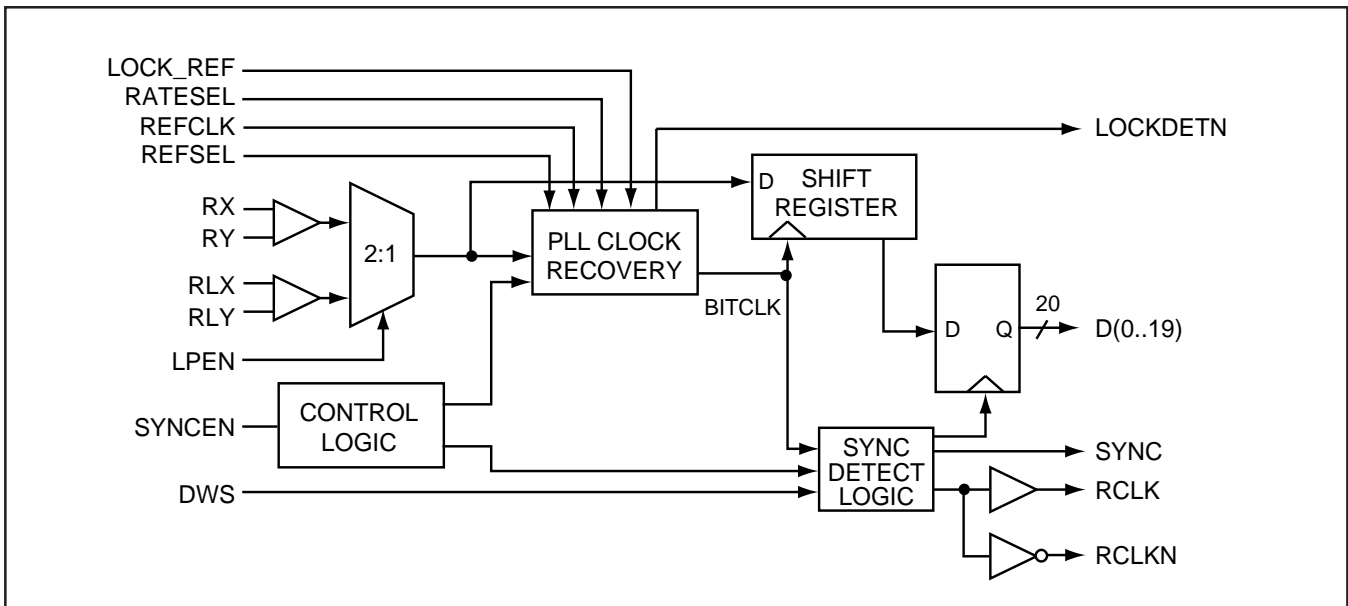 LOCK_REF
RATESEL
REFCLK
REFSEL
LOCKDETN
D SHIFT
REGISTER
RX
RY
2:1
PLL CLOCK
RECOVERY
RLX
RLY
BITCLK
20
D Q
D(0..19)
LPEN
CONTROL
LOGIC
SYNCEN
SYNC
DETECT
LOGIC
SYNC
DWS
RCLK
RCLKN